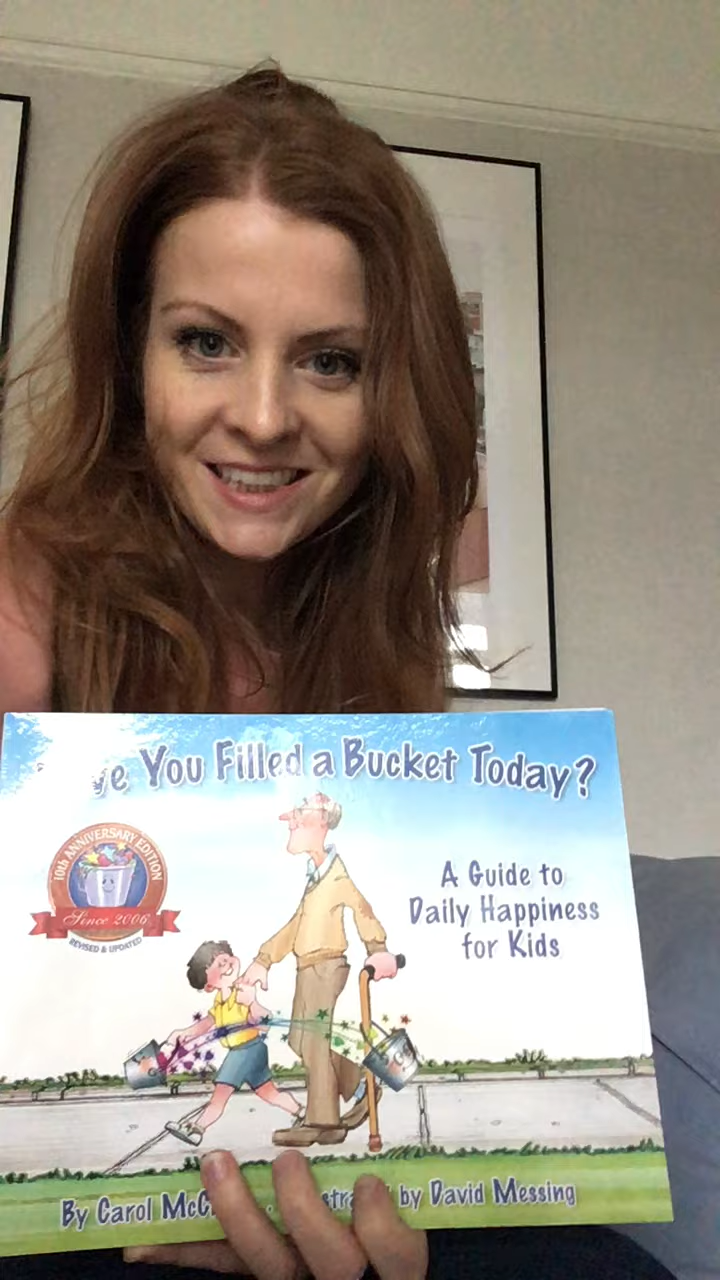 ve You Filled a Bucket Today?
10th ANNIVERSARY EDITION
Since 2006
REVISED & UPDATED
A Guide to
Daily Happiness
for Kids
By Carol McC by David Messing